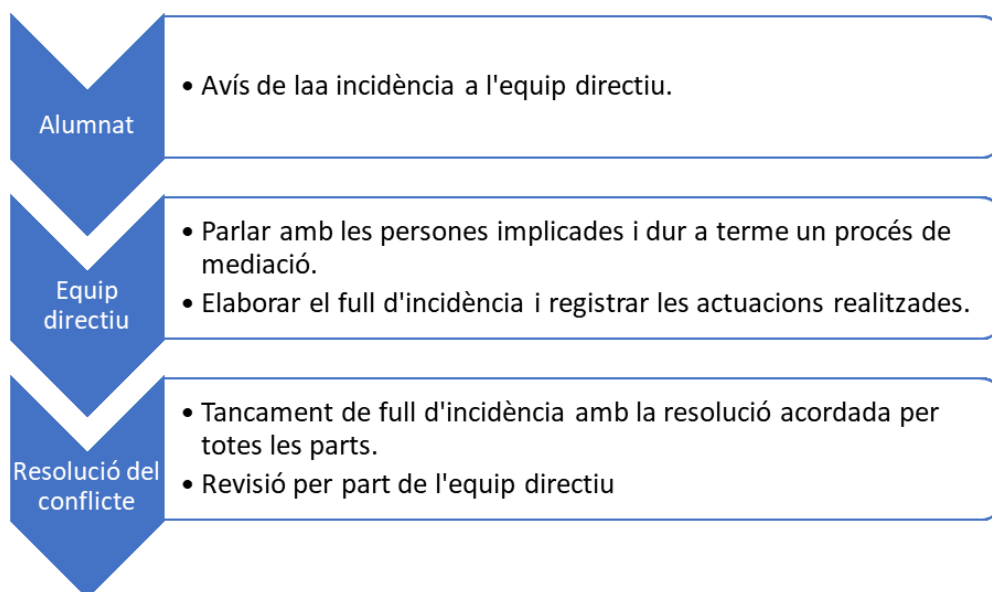 Alumnat
• Avís de laa incidència a l'equip directiu.
Equip
directiu
• Parlar amb les persones implicades i dur a terme un procés de
mediació.
• Elaborar el full d'incidència i registrar les actuacions realitzades.
Resolució del
conflicte
• Tancament de full d'incidència amb la resolució acordada per
totes les parts.
• Revisió per part de l'equip directiu